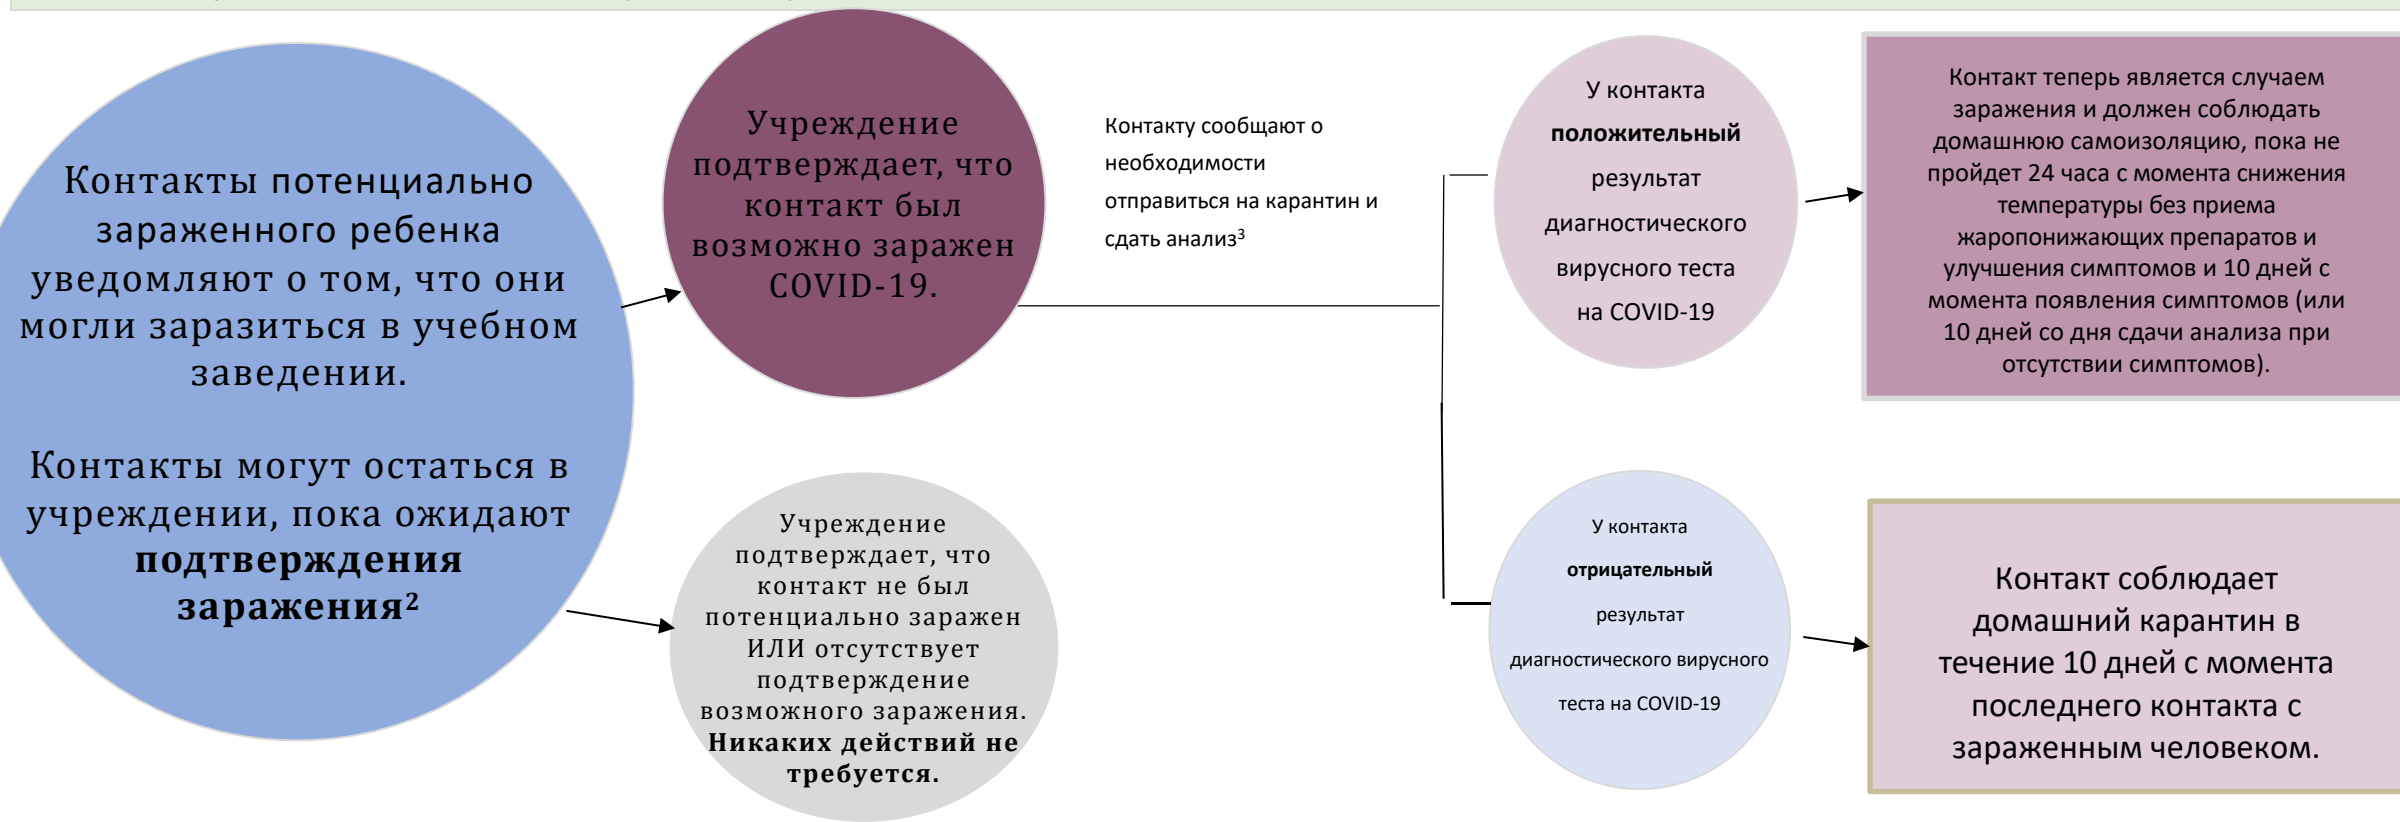 Контакты потенциально
зараженного ребенка
уведомляют о том, что они
могли заразиться в учебном
заведении.
Контакты могут остаться в
учреждении, пока ожидают
подтверждения
заражения²
Учреждение
подтверждает, что
контакт был
возможно заражен
COVID-19.
Учреждение
подтверждает, что
контакт не был
потенциально заражен
ИЛИ отсутствует
подтверждение
возможного заражения.
Никаких действий не
требуется.
Контакту сообщают о
необходимости
отправиться на карантин и
сдать анализ³
У контакта
положительный
результат
диагностического
вирусного теста
на COVID-19
Контакт теперь является случаем
заражения и должен соблюдать
домашнюю самоизоляцию, пока не
пройдет 24 часа с момента снижения
температуры без приема
жаропонижающих препаратов и
улучшения симптомов и 10 дней с
момента появления симптомов (или
10 дней со дня сдачи анализа при
отсутствии симптомов).
У контакта
отрицательный
результат
диагностического вирусного
теста на COVID-19
Контакт соблюдает
домашний карантин в
течение 10 дней с момента
последнего контакта с
зараженным человеком.